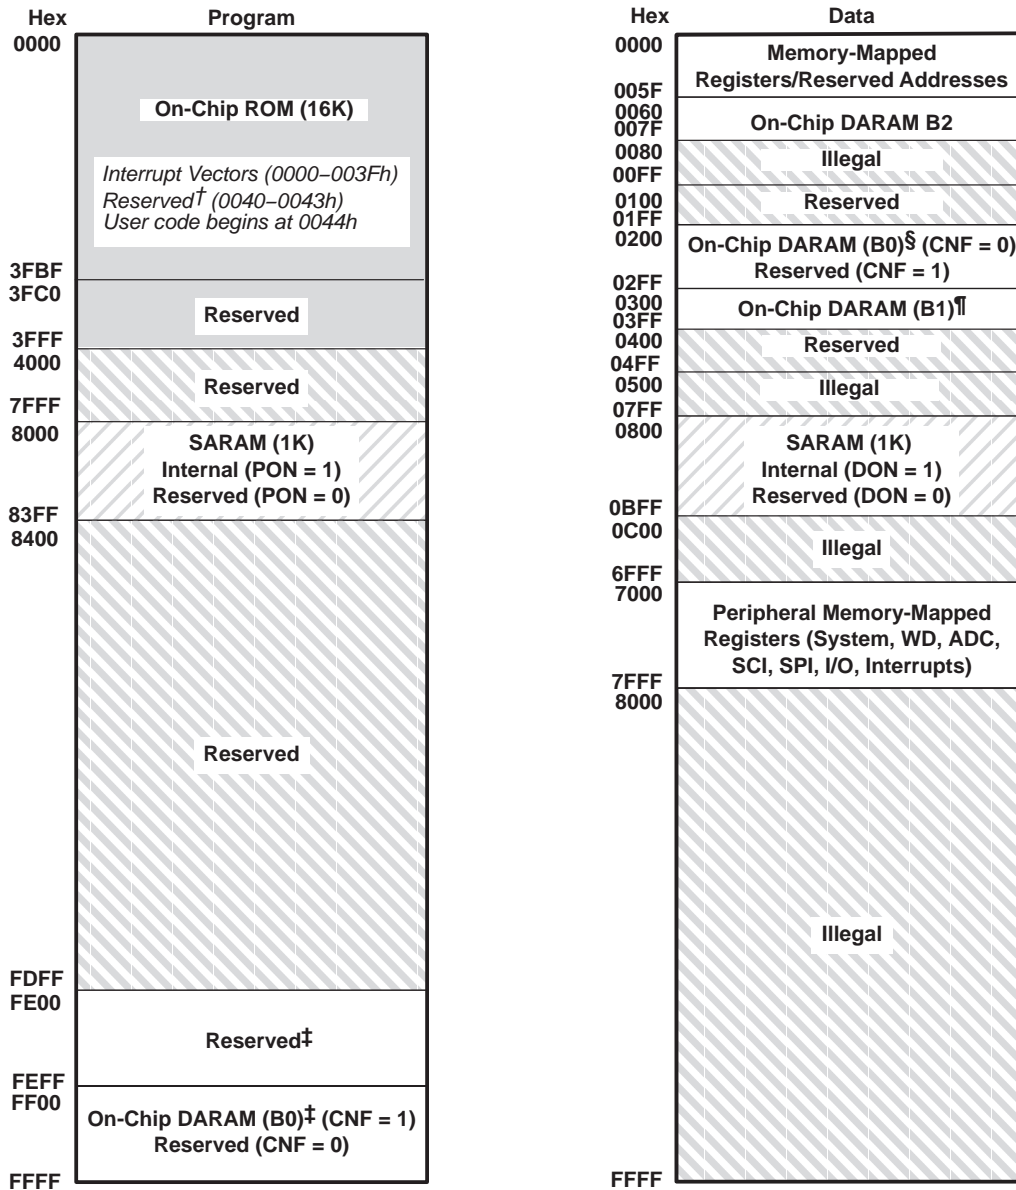 Hex Program
0000
On-Chip ROM (16K)
Interrupt Vectors (0000–003Fh)
Reserved† (0040–0043h)
User code begins at 0044h
3FBF
3FC0
Reserved
3FFF
4000
Reserved
7FFF
8000
SARAM (1K)
Internal (PON = 1)
Reserved (PON = 0)
83FF
8400
Reserved
FDFF
FE00
Reserved‡
FEFF
FF00
On-Chip DARAM (B0)‡ (CNF = 1)
Reserved (CNF = 0)
FFFF
Hex Data
0000
Memory-Mapped
Registers/Reserved Addresses
005F
0060
On-Chip DARAM B2
007F
0080
Illegal
00FF
0100
Reserved
01FF
0200
On-Chip DARAM (B0)§ (CNF = 0)
Reserved (CNF = 1)
02FF
0300
On-Chip DARAM (B1)¶
03FF
0400
Reserved
04FF
0500
Illegal
07FF
0800
SARAM (1K)
Internal (DON = 1)
Reserved (DON = 0)
0BFF
0C00
Illegal
6FFF
7000
Peripheral Memory-Mapped
Registers (System, WD, ADC,
SCI, SPI, I/O, Interrupts)
7FFF
8000
Illegal
FFFF